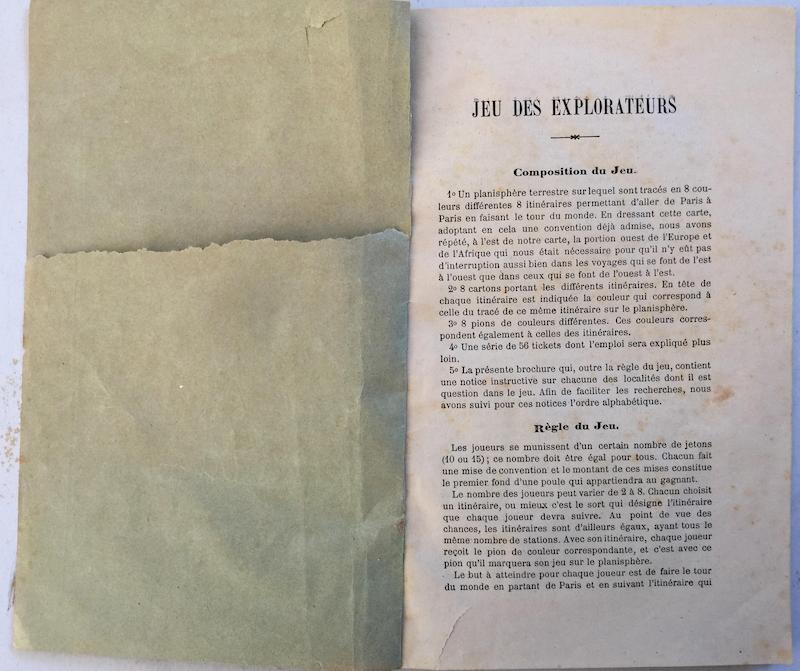 JEU DES EXPLORATEURS
Composition du Jeu.
1º Un planisphère terrestre sur lequel sont tracés en 8 cou-
leurs différentes 8 itinéraires permettant d'aller de Paris à
Paris en faisant le tour du monde. En dressant cette carte,
adoptant en cela une convention déjà admise, nous avons
répété, à l'est de notre carte, la portion ouest de l'Europe et
de l'Afrique qui nous était nécessaire pour qu'il n'y eût pas
d'interruption aussi bien dans les voyages qui se font de l'est
à l'ouest que dans ceux qui se font de l'ouest à l'est.
2º 8 cartons portant les différents itinéraires. En tête de
chaque itinéraire est indiquée la couleur qui correspond à
celle du tracé de ce même itinéraire sur le planisphère.
3º 8 pions de couleurs différentes. Ces couleurs corres-
pondent également à celles des itinéraires.
4º Une série de 56 tickets dont l'emploi sera expliqué plus
loin.
5º La présente brochure qui, outre la règle du jeu, contient
une notice instructive sur chacune des localités dont il est
question dans le jeu. Afin de faciliter les recherches, nous
avons suivi pour ces notices l'ordre alphabétique.
Règle du Jeu.
Les joueurs se munissent d'un certain nombre de jetons
(10 ou 15) ; ce nombre doit être égal pour tous. Chacun fait
une mise de convention et le montant de ces mises constitue
le premier fond d'une poule qui appartiendra au gagnant.
Le nombre des joueurs peut varier de 2 à 8. Chacun choisit
un itinéraire, ou mieux c'est le sort qui désigne l'itinéraire
que chaque joueur devra suivre. Au point de vue des
chances, les itinéraires sont d'ailleurs égaux, ayant tous le
même nombre de stations. Avec son itinéraire, chaque joueur
reçoit le pion de couleur correspondante, et c'est avec ce
pion qu'il marquera son jeu sur le planisphère.
Le but à atteindre pour chaque joueur est de faire le tour
du monde en partant de Paris et en suivant l'itinéraire qui